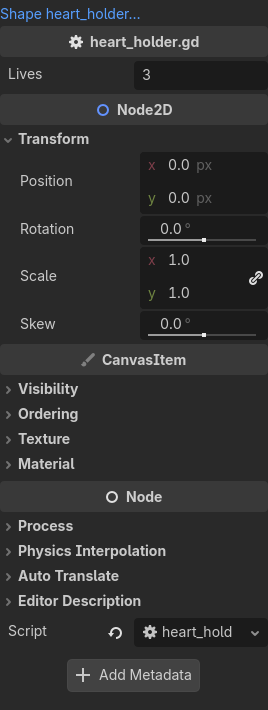 Shape heart_holder...
heart_holder.gd
Lives 3
Node2D
Transform
Position x 0.0 px
y 0.0 px
Rotation 0.0 °
Scale x 1.0
y 1.0
Skew 0.0 °
CanvasItem
Visibility
Ordering
Texture
Material
Node
Process
Physics Interpolation
Auto Translate
Editor Description
Script heart_hold
Add Metadata